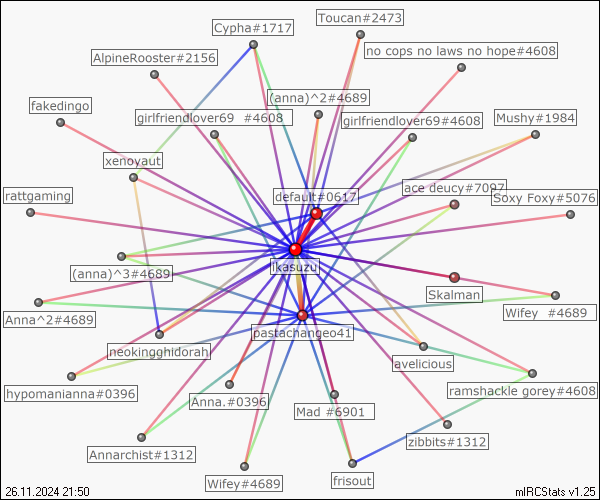 Toucan#2473
Cypha#1717
no cops no laws no hope#4608
AlpineRooster#2156
(anna)^2#4689
fakedingo
girlfriendlover69 #4608
girlfriendlover69#4608
Mushy#1984
xenoyaut
default#0617
ace deucy#7097
rattgaming
Soxy Foxy#5076
(anna)^3#4689
ikasuzu
Skalman
Anna^2#4689
Wifey #4689
pastachangeo41
neokingghidorah
avelicious
hypomanianna#0396
ramshackle gorey#4608
Anna.#0396
Mad #6901
zibbits#1312
Annarchist#1312
Wifey#4689
frisout
26.11.2024 21:50
mIRCStats v1.25